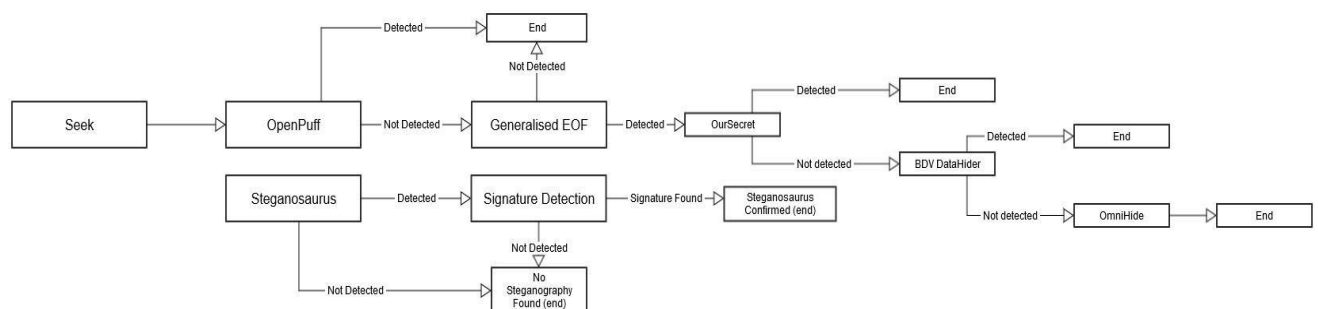 Detected
End
Not Detected
Seek
OpenPuff
Not Detected
Generalised EOF
Detected
OurSecret
Detected
End
Not detected
BDV DataHider
Detected
End
Not detected
OmniHide
End
Steganosaurus
Detected
Signature Detection
Signature Found
Steganosaurus
Confirmed (end)
Not Detected
Not Detected
No
Steganography
Found (end)